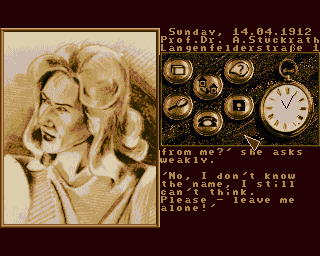 Sunday, 14.04.1912
Prof.Dr. A.Stuckrath
Langenfelderstraße 1
from me?' she asks
weakly.
'No, I don't know
the name, I still
can't think.
Please - leave me
alone!'